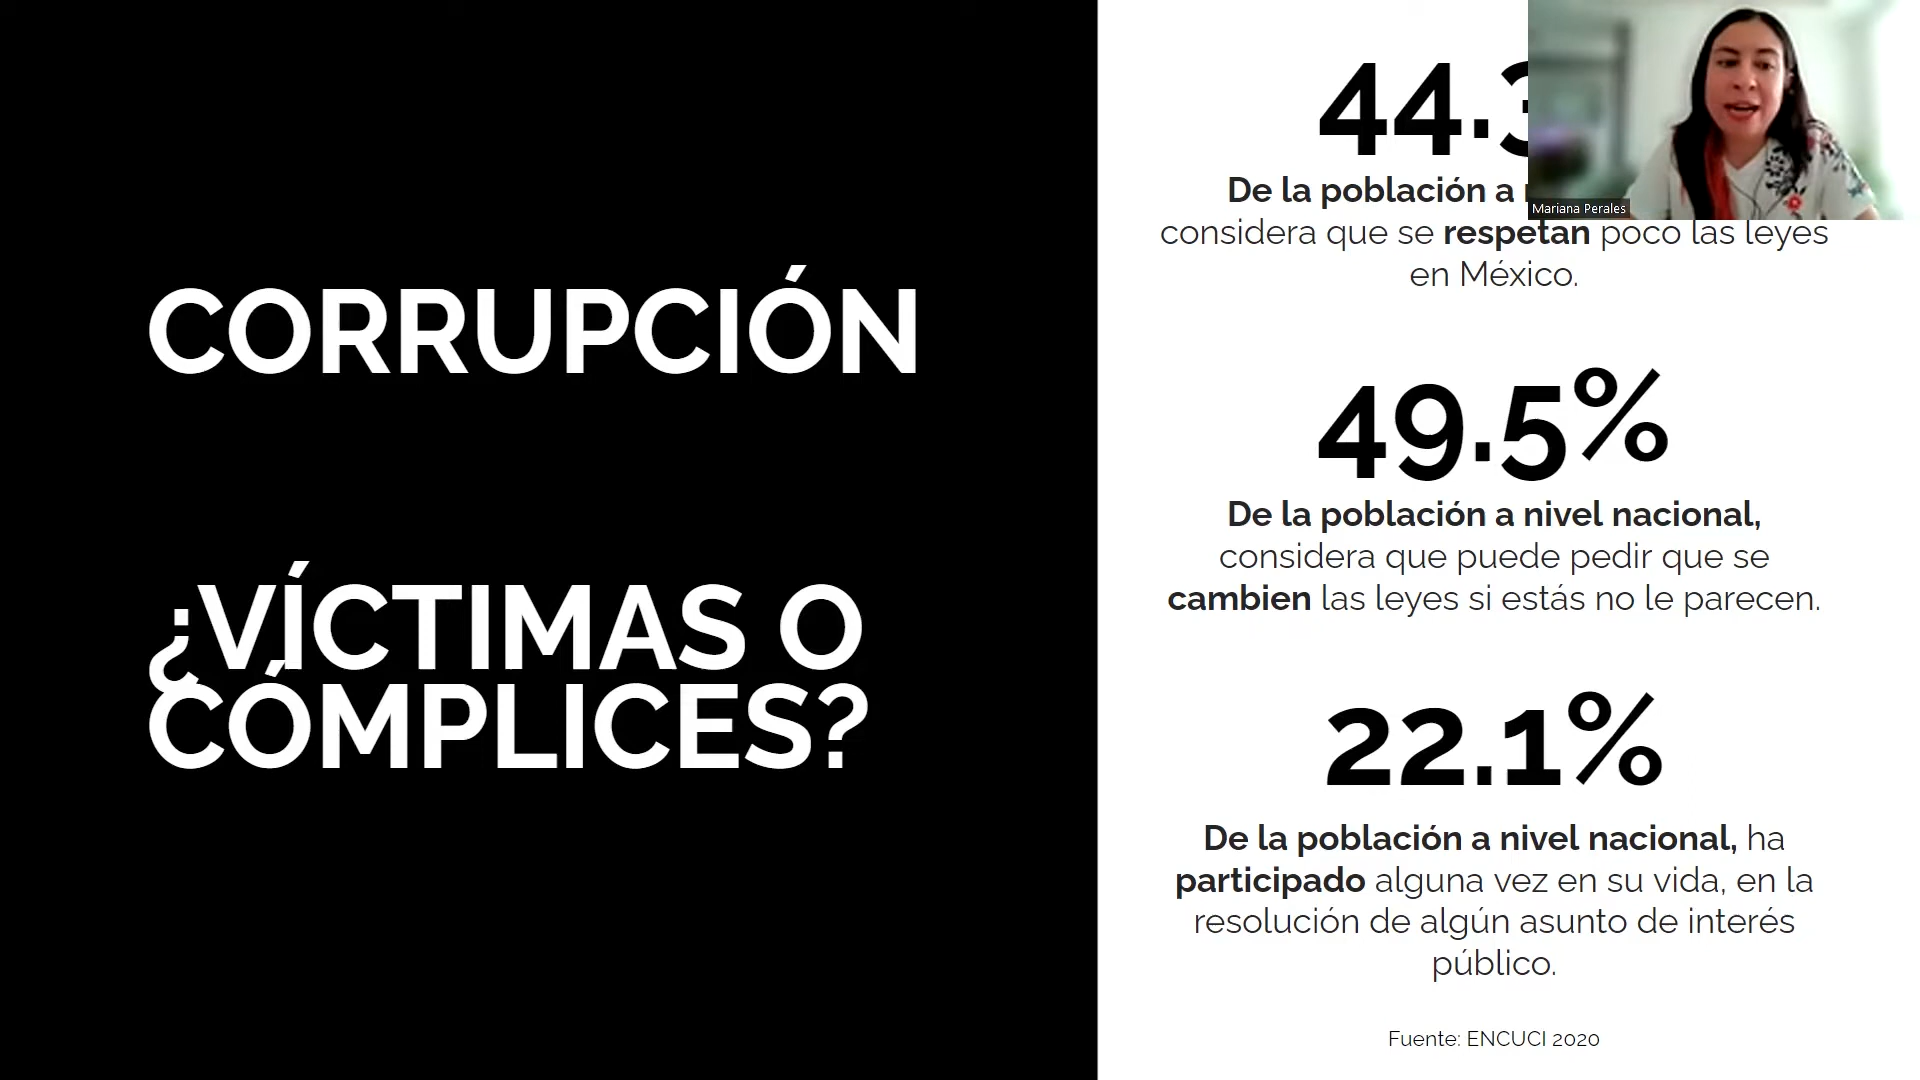 CORRUPCIÓN
¿VÍCTIMAS O
CÓMPLICES?
44.3
De la población a
considera que se respetan poco las leyes
en México.
49.5%
De la población a nivel nacional,
considera que puede pedir que se
cambien las leyes si estás no le parecen.
22.1%
De la población a nivel nacional, ha
participado alguna vez en su vida, en la
resolución de algún asunto de interés
público.
Fuente: ENCUCI 2020
Mariana Perales